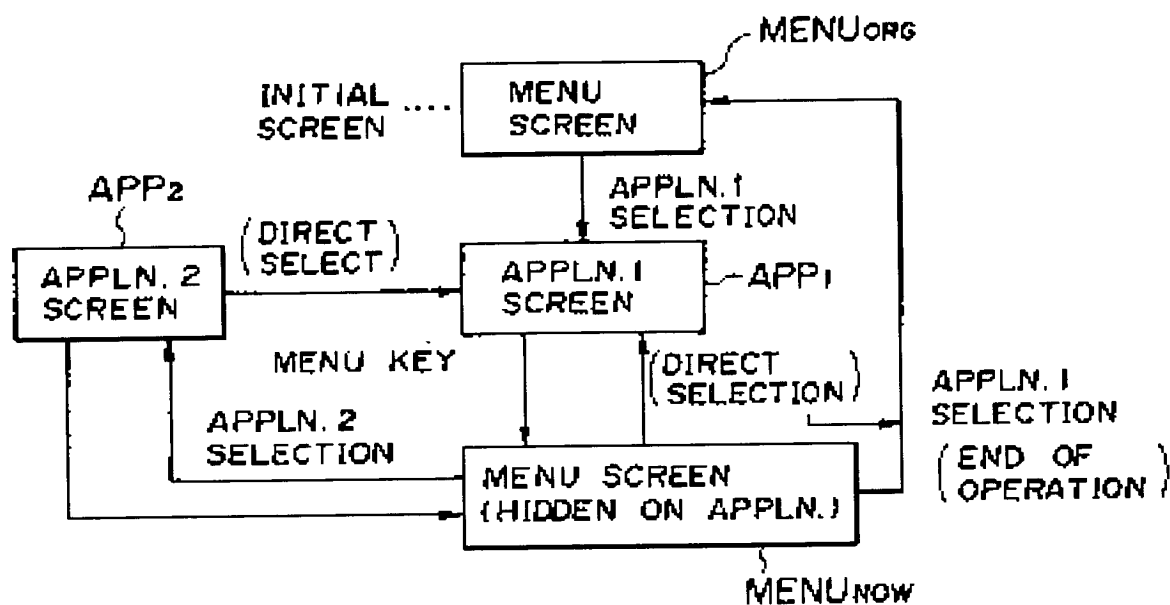 MENUORG
INITIAL ....
SCREEN
MENU
SCREEN
APPLN.1
SELECTION
APP2
(DIRECT
SELECT)
APPLN. 2
SCREEN
APPLN.1
SCREEN
APP1
MENU KEY
(DIRECT
SELECTION)
APPLN. 2
SELECTION
APPLN.1
SELECTION
(END OF
OPERATION)
MENU SCREEN
(HIDDEN ON APPLN.)
MENUNOW